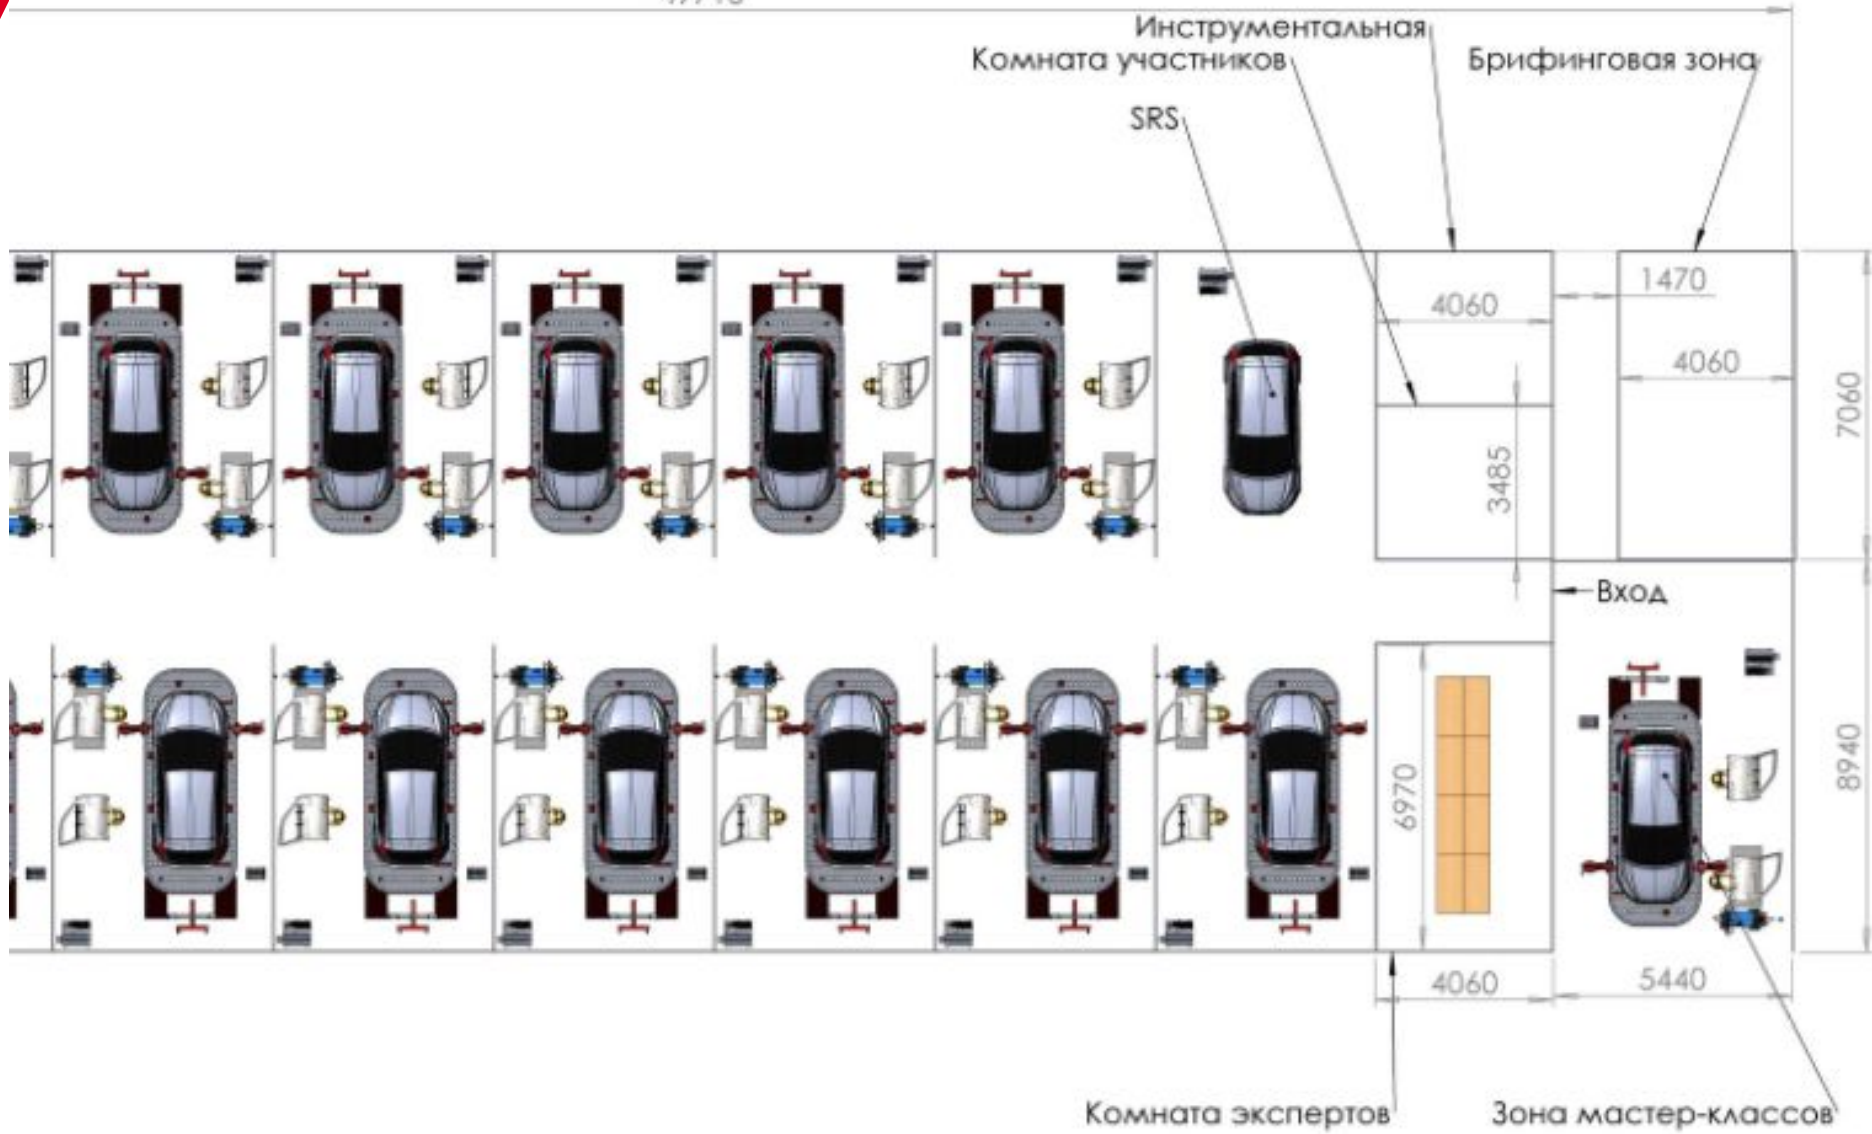 Инструментальная
Комната участников
Брифинговая зона
SRS
1470
4060
4060
7060
3485
Вход
6970
8940
4060
5440
Комната экспертов
Зона мастер-классов